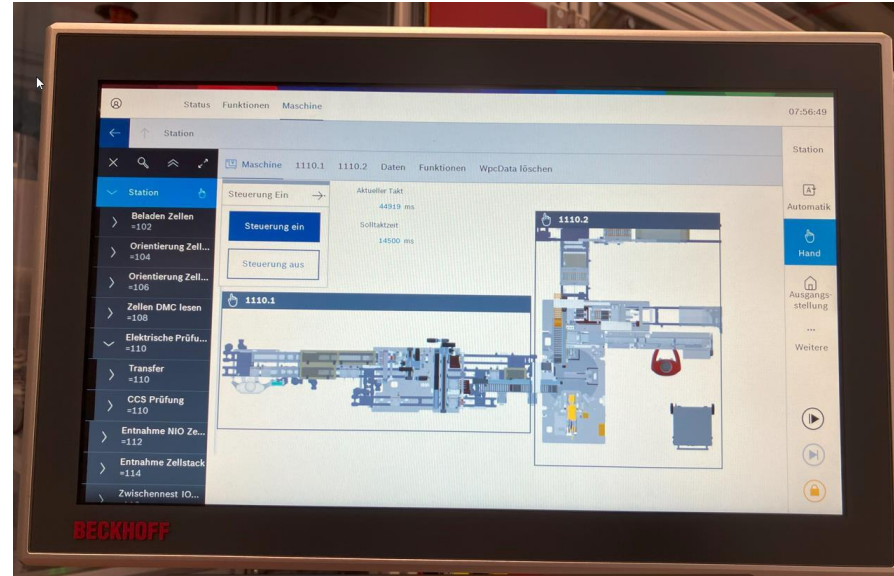 Status Funktionen Maschine
07:56:49
Station
Station
Maschine 1110.1 1110.2 Daten Funktionen WpcData löschen
Station
Beladen Zellen
=102
Orientierung Zell...
=104
Orientierung Zell...
=106
Zellen DMC lesen
=108
Elektrische Prüfu...
=110
Transfer
=110
CCS Prüfung
=110
Entnahme NIO Ze...
=112
Entnahme Zellstack
=114
Zwischennest IO...
Steuerung Ein
Steuerung ein
Steuerung aus
Aktueller Takt
44919 ms
Solltaktzeit
14500 ms
1110.1
1110.2
Automatik
Hand
Ausgangs-
stellung
...
Weitere
BECKHOFF